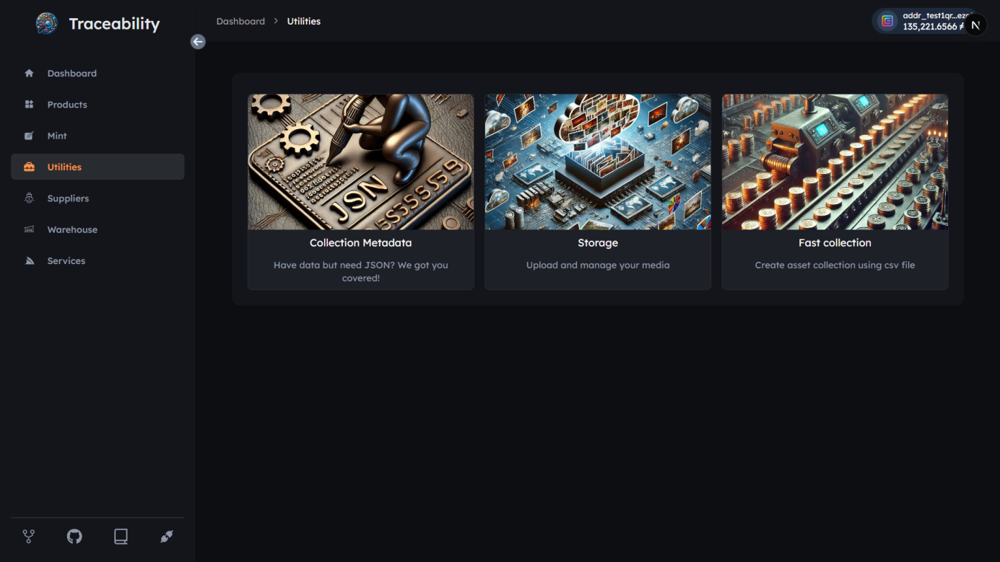 Traceability
Dashboard
Utilities
addr_test1qr...
135,221.6566 ₳
N
Dashboard
Products
Mint
Utilities
Suppliers
Warehouse
Services
JSON
Collection Metadata
Have data but need JSON? We got you
covered!
Storage
Upload and manage your media
Fast collection
Create asset collection using csv file